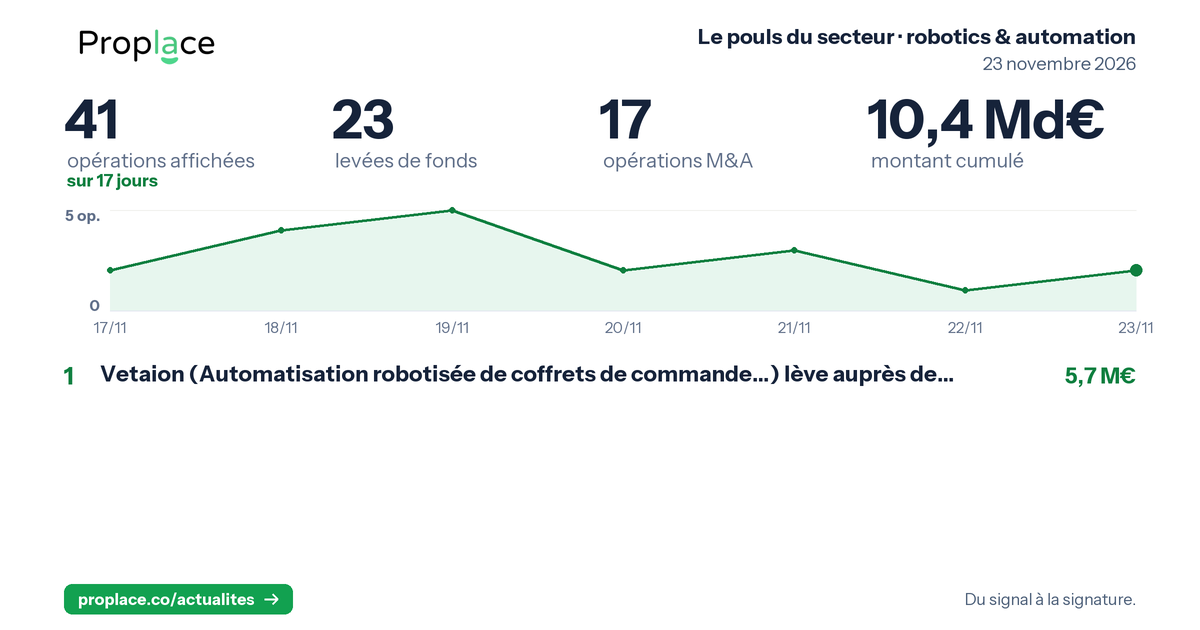 Proplace
Le pouls du secteur · robotics & automation
23 novembre 2026
41
opérations affichées
sur 17 jours
23
levées de fonds
17
opérations M&A
10,4 Md€
montant cumulé
5 op.
0
17/11 18/11 19/11 20/11 21/11 22/11 23/11
1 Vetaion (Automatisation robotisée de coffrets de commande...) lève auprès de... 5,7 M€
proplace.co/actualites →
Du signal à la signature.